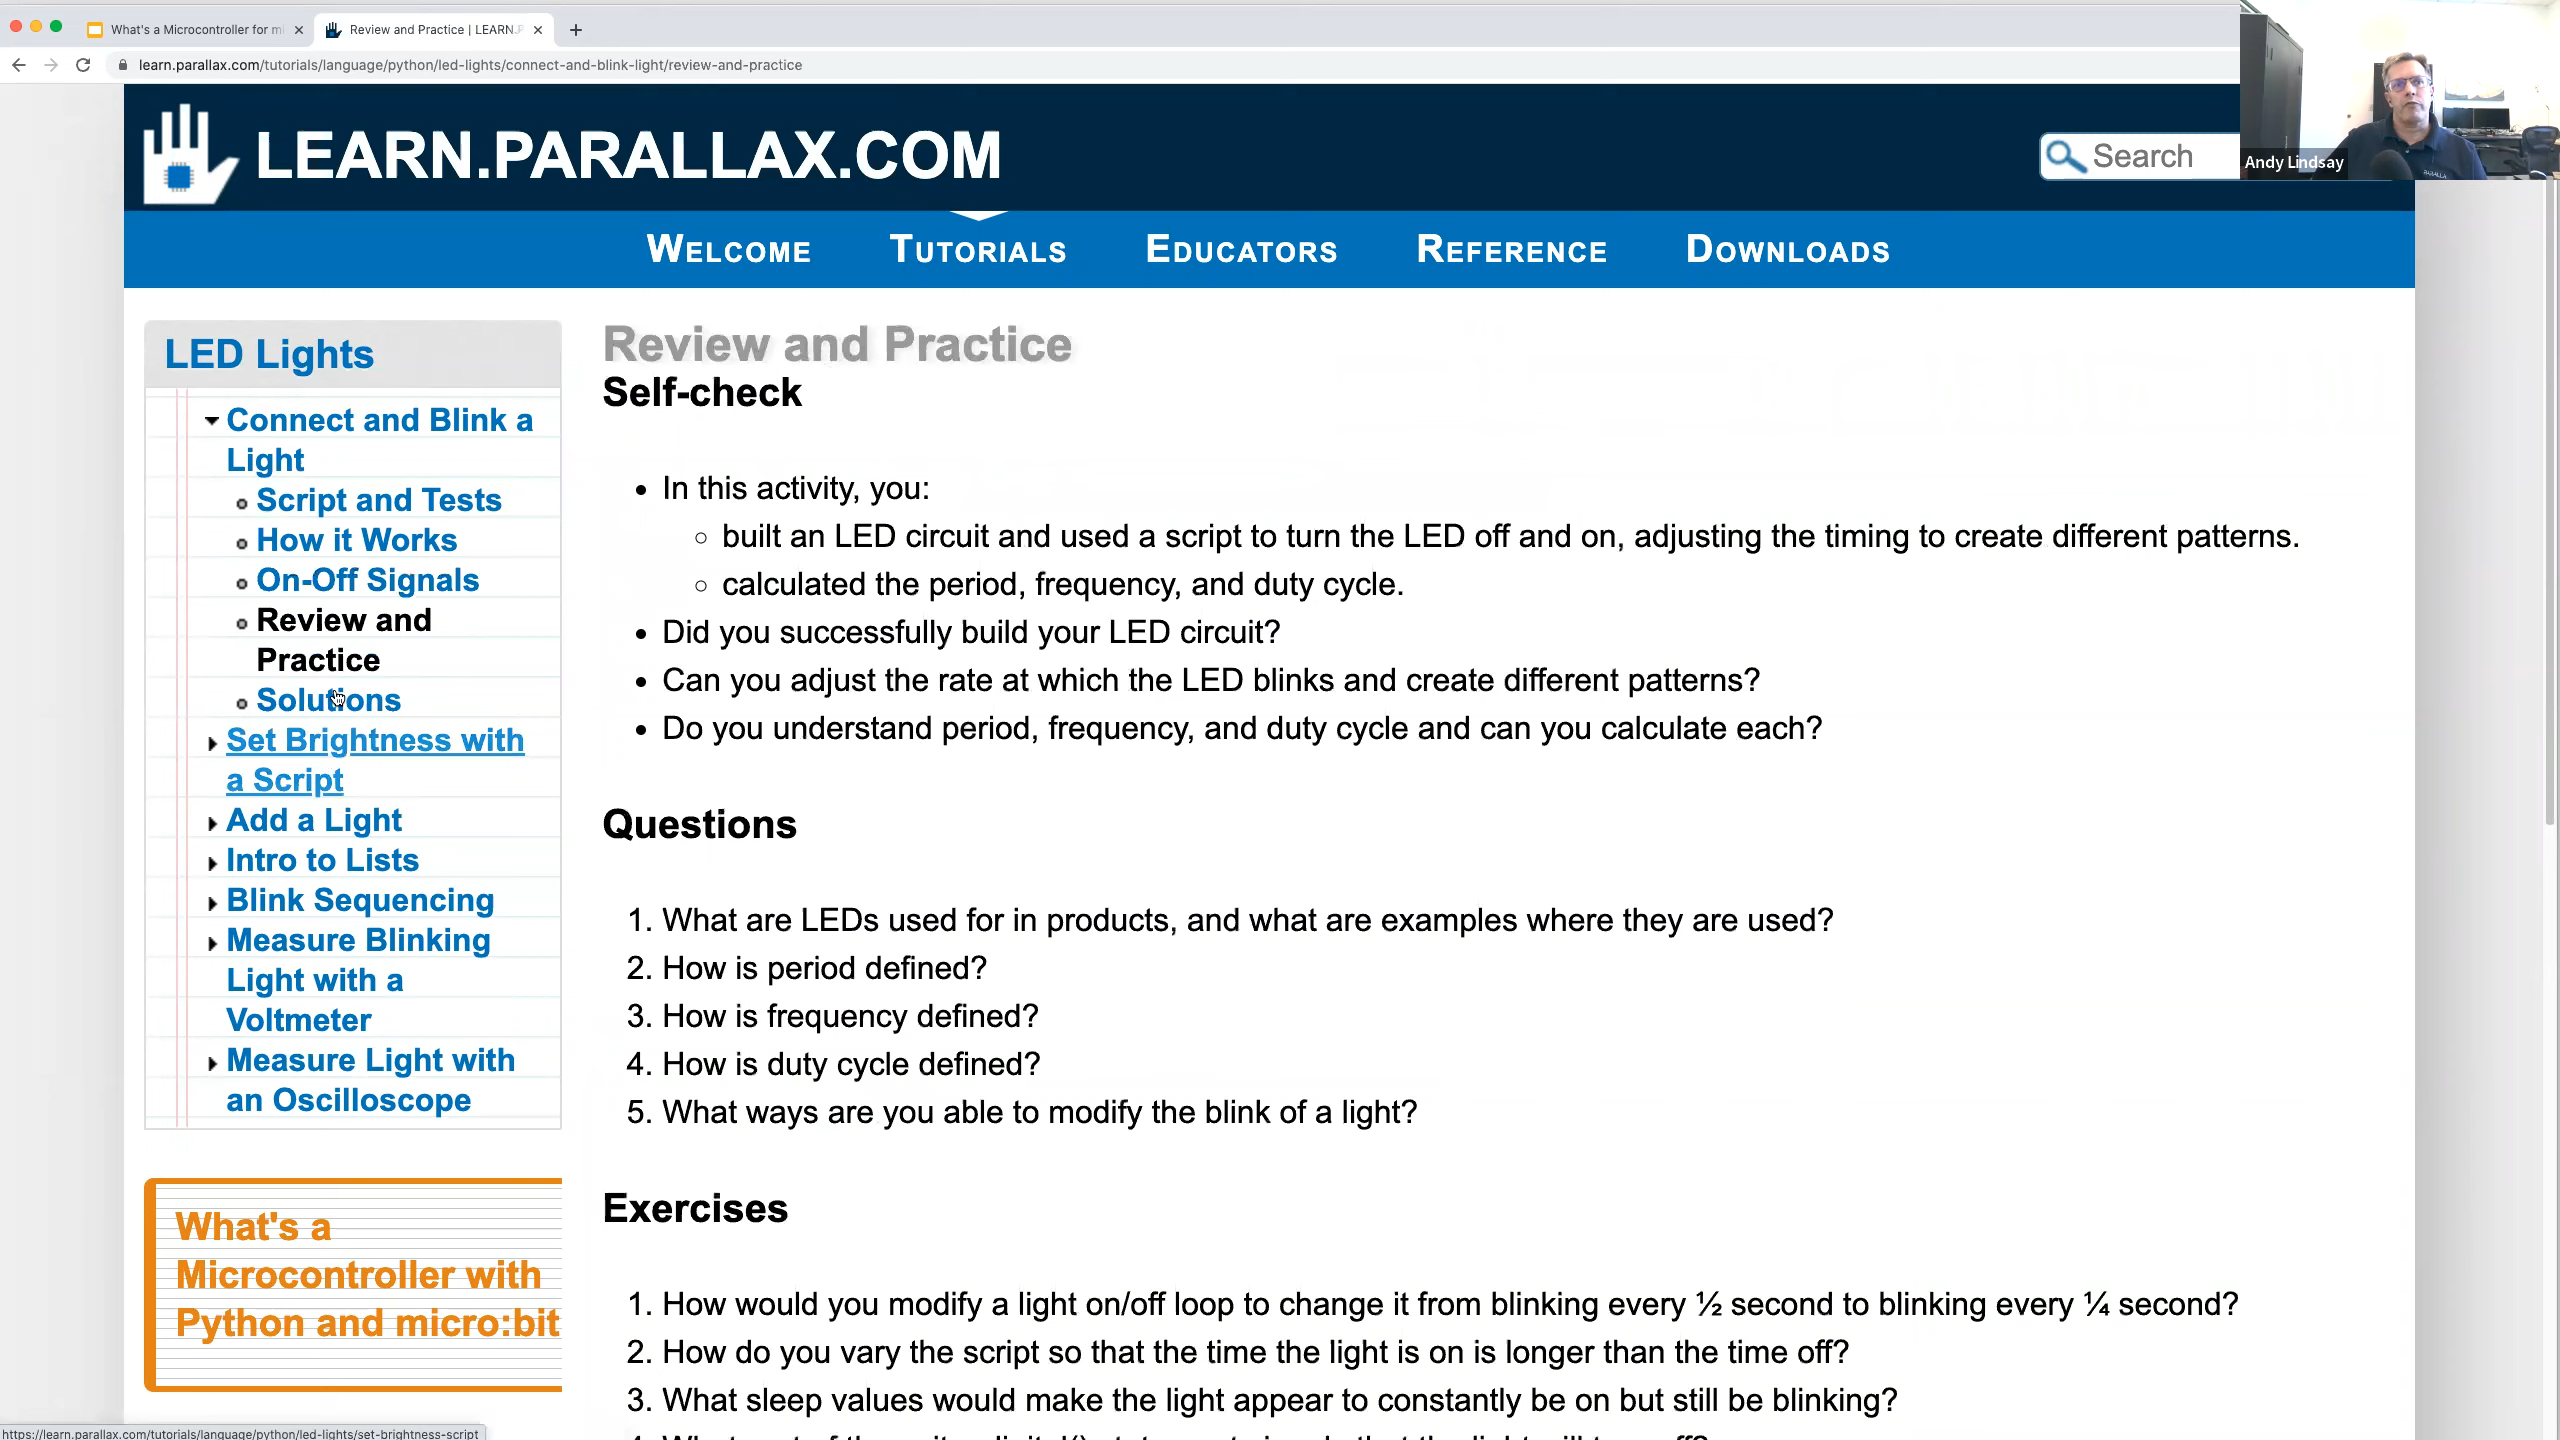 What's a Microcontroller for mi
Review and Practice | LEARN.P
learn.parallax.com/tutorials/language/python/led-lights/connect-and-blink-light/review-and-practice
LEARN.PARALLAX.COM
Search
Andy Lindsay
WELCOME TUTORIALS EDUCATORS REFERENCE DOWNLOADS
LED Lights
Connect and Blink a
Light
Script and Tests
How it Works
On-Off Signals
Review and
Practice
Solutions
Set Brightness with
a Script
Add a Light
Intro to Lists
Blink Sequencing
Measure Blinking
Light with a
Voltmeter
Measure Light with
an Oscilloscope
What's a
Microcontroller with
Python and micro:bit
Review and Practice
Self-check
In this activity, you:
built an LED circuit and used a script to turn the LED off and on, adjusting the timing to create different patterns.
calculated the period, frequency, and duty cycle.
Did you successfully build your LED circuit?
Can you adjust the rate at which the LED blinks and create different patterns?
Do you understand period, frequency, and duty cycle and can you calculate each?
Questions
1. What are LEDs used for in products, and what are examples where they are used?
2. How is period defined?
3. How is frequency defined?
4. How is duty cycle defined?
5. What ways are you able to modify the blink of a light?
Exercises
1. How would you modify a light on/off loop to change it from blinking every ½ second to blinking every ¼ second?
2. How do you vary the script so that the time the light is on is longer than the time off?
3. What sleep values would make the light appear to constantly be on but still be blinking?
https://learn.parallax.com/tutorials/language/python/led-lights/set-brightness-script